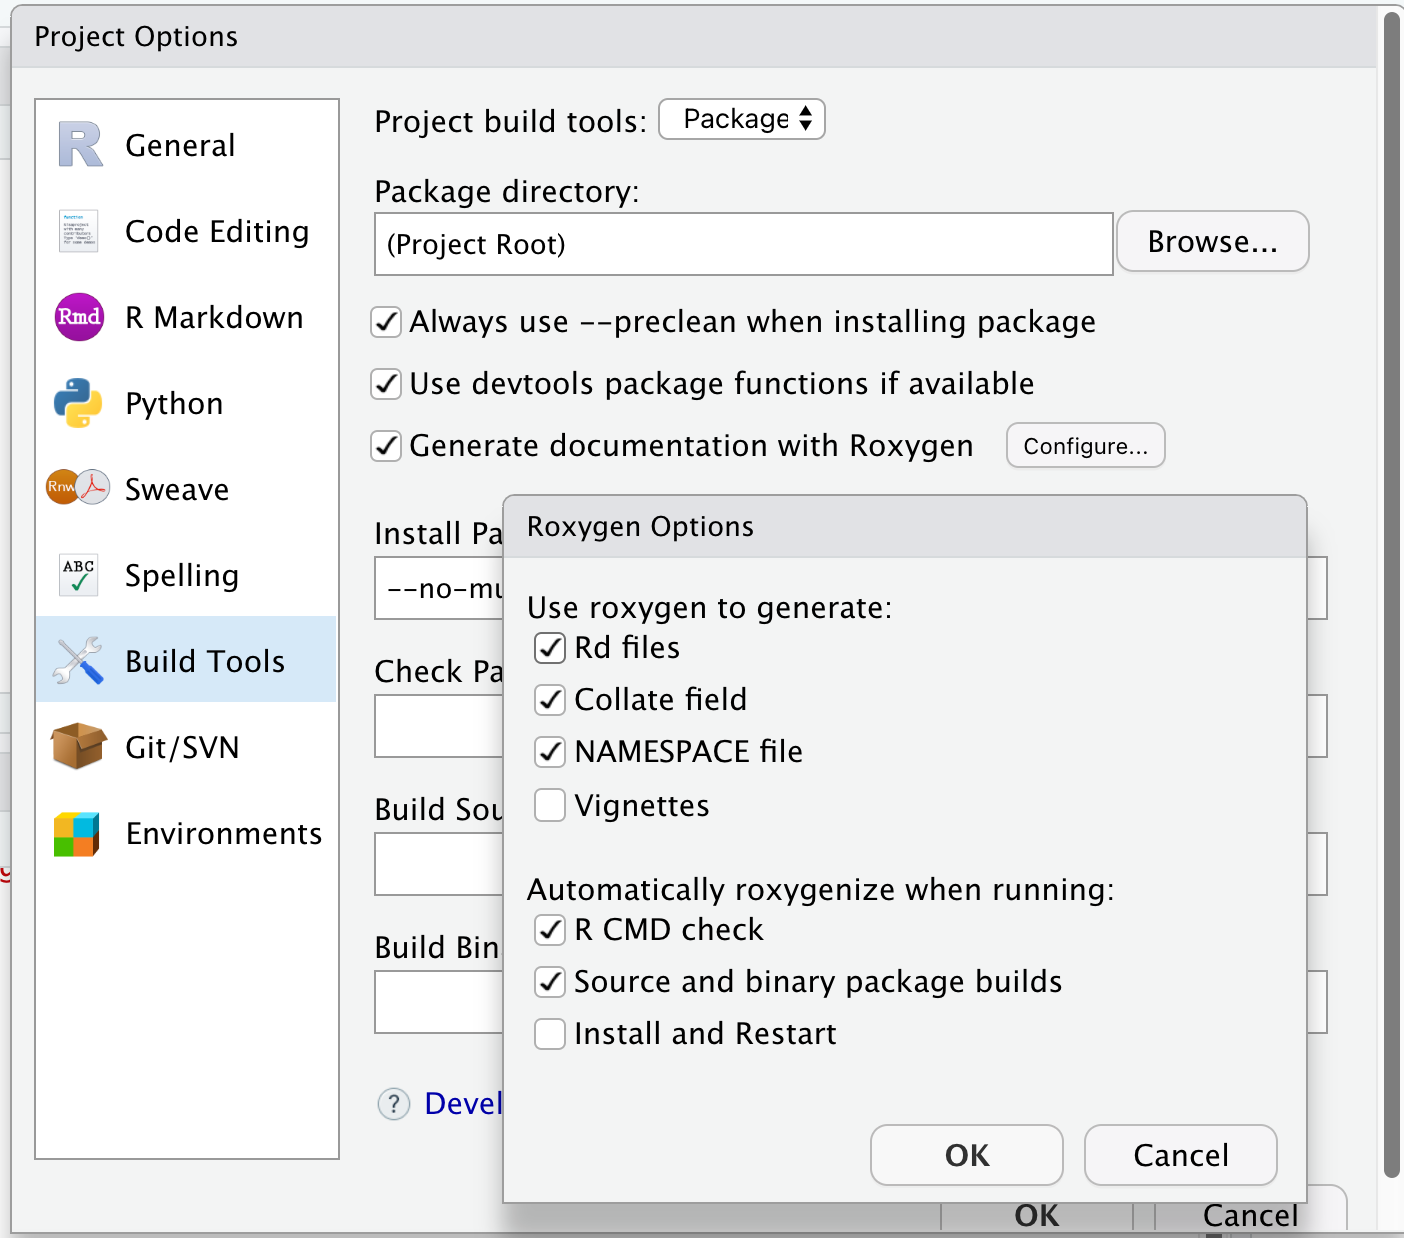 Project Options
General
Code Editing
R Markdown
Python
Sweave
Spelling
Build Tools
Git/SVN
Environments
Rmd
Rnw
ABC
Project build tools: Package
Package directory:
(Project Root)
Browse...
Always use --preclean when installing package
Use devtools package functions if available
Generate documentation with Roxygen
Configure...
Install Pa
--no-mu
Check Pa
Build Sou
Build Bin
? Devel
Roxygen Options
Use roxygen to generate:
Rd files
Collate field
NAMESPACE file
Vignettes
Automatically roxygenize when running:
R CMD check
Source and binary package builds
Install and Restart
OK
Cancel
OK
Cancel